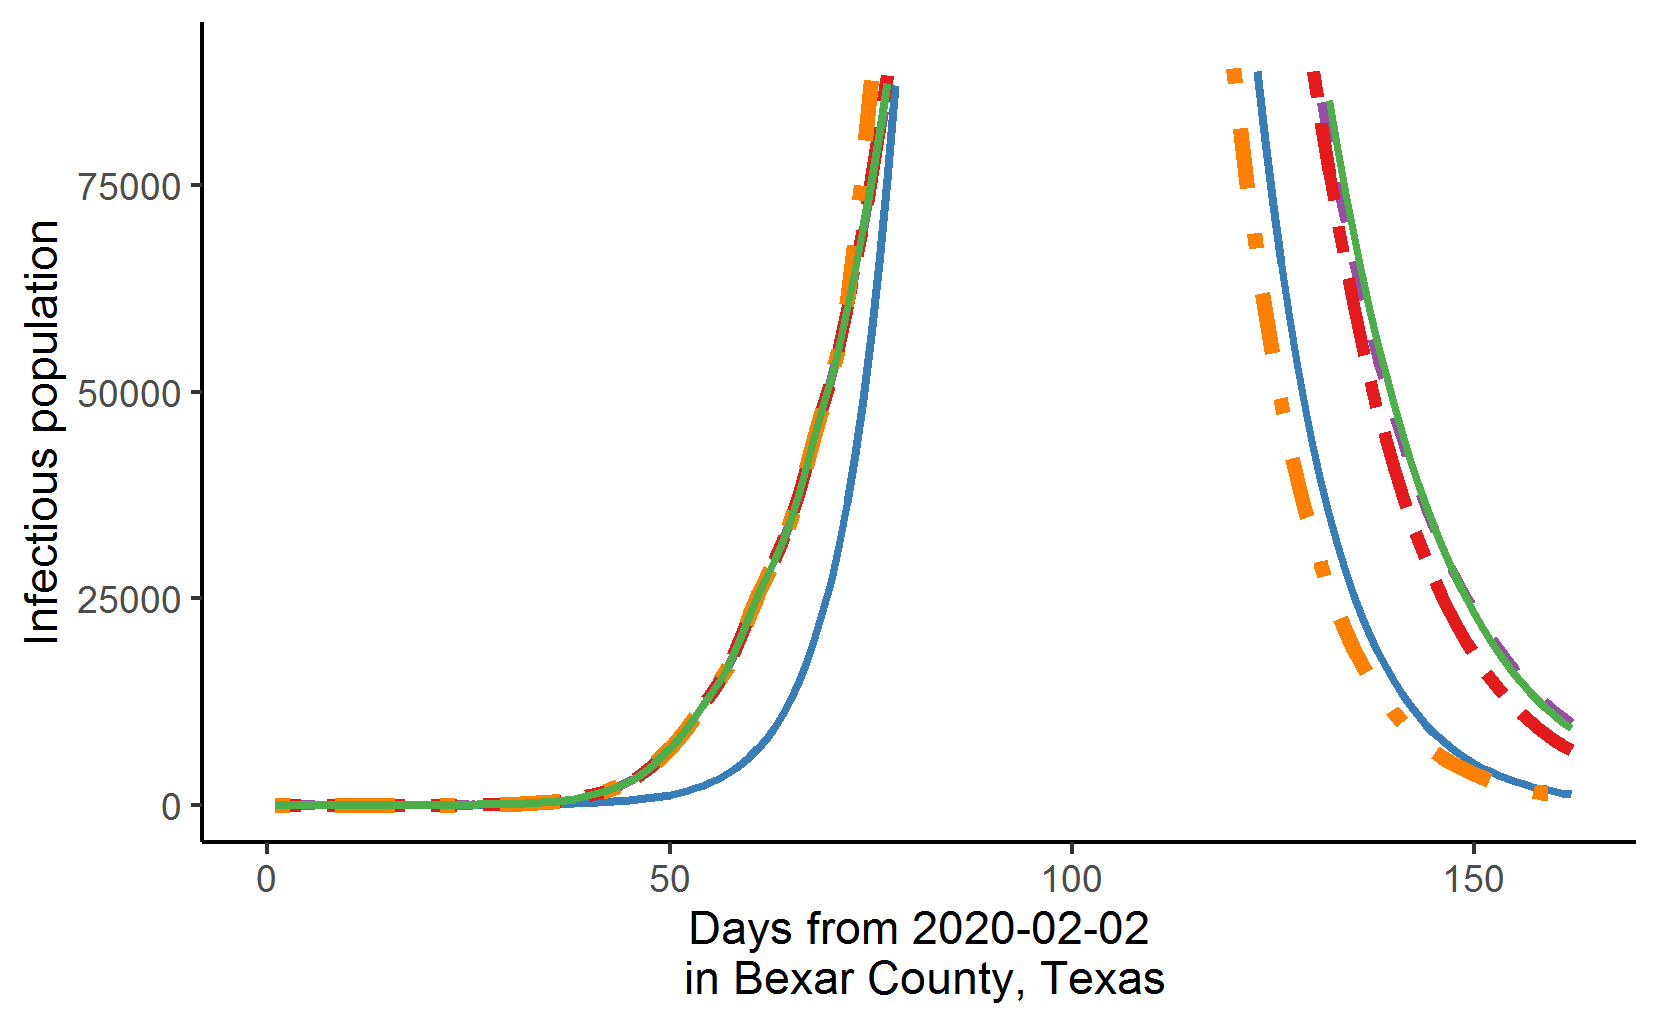 Infectious population
75000
50000
25000
0
0 50 100 150
Days from 2020-02-02
in Bexar County, Texas